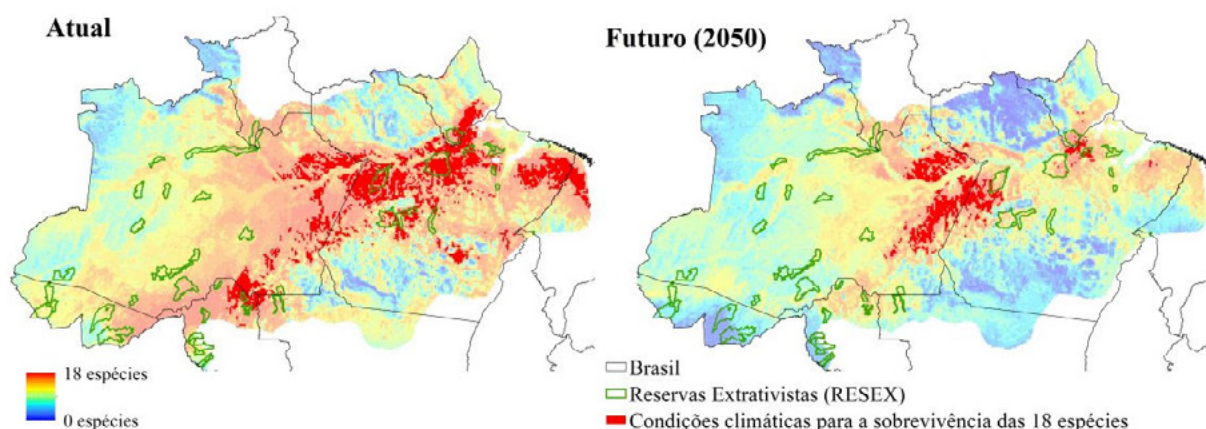 Atual
Futuro (2050)
18 espécies
0 espécies
Brasil
Reservas Extrativistas (RESEX)
Condições climáticas para a sobrevivência das 18 espécies